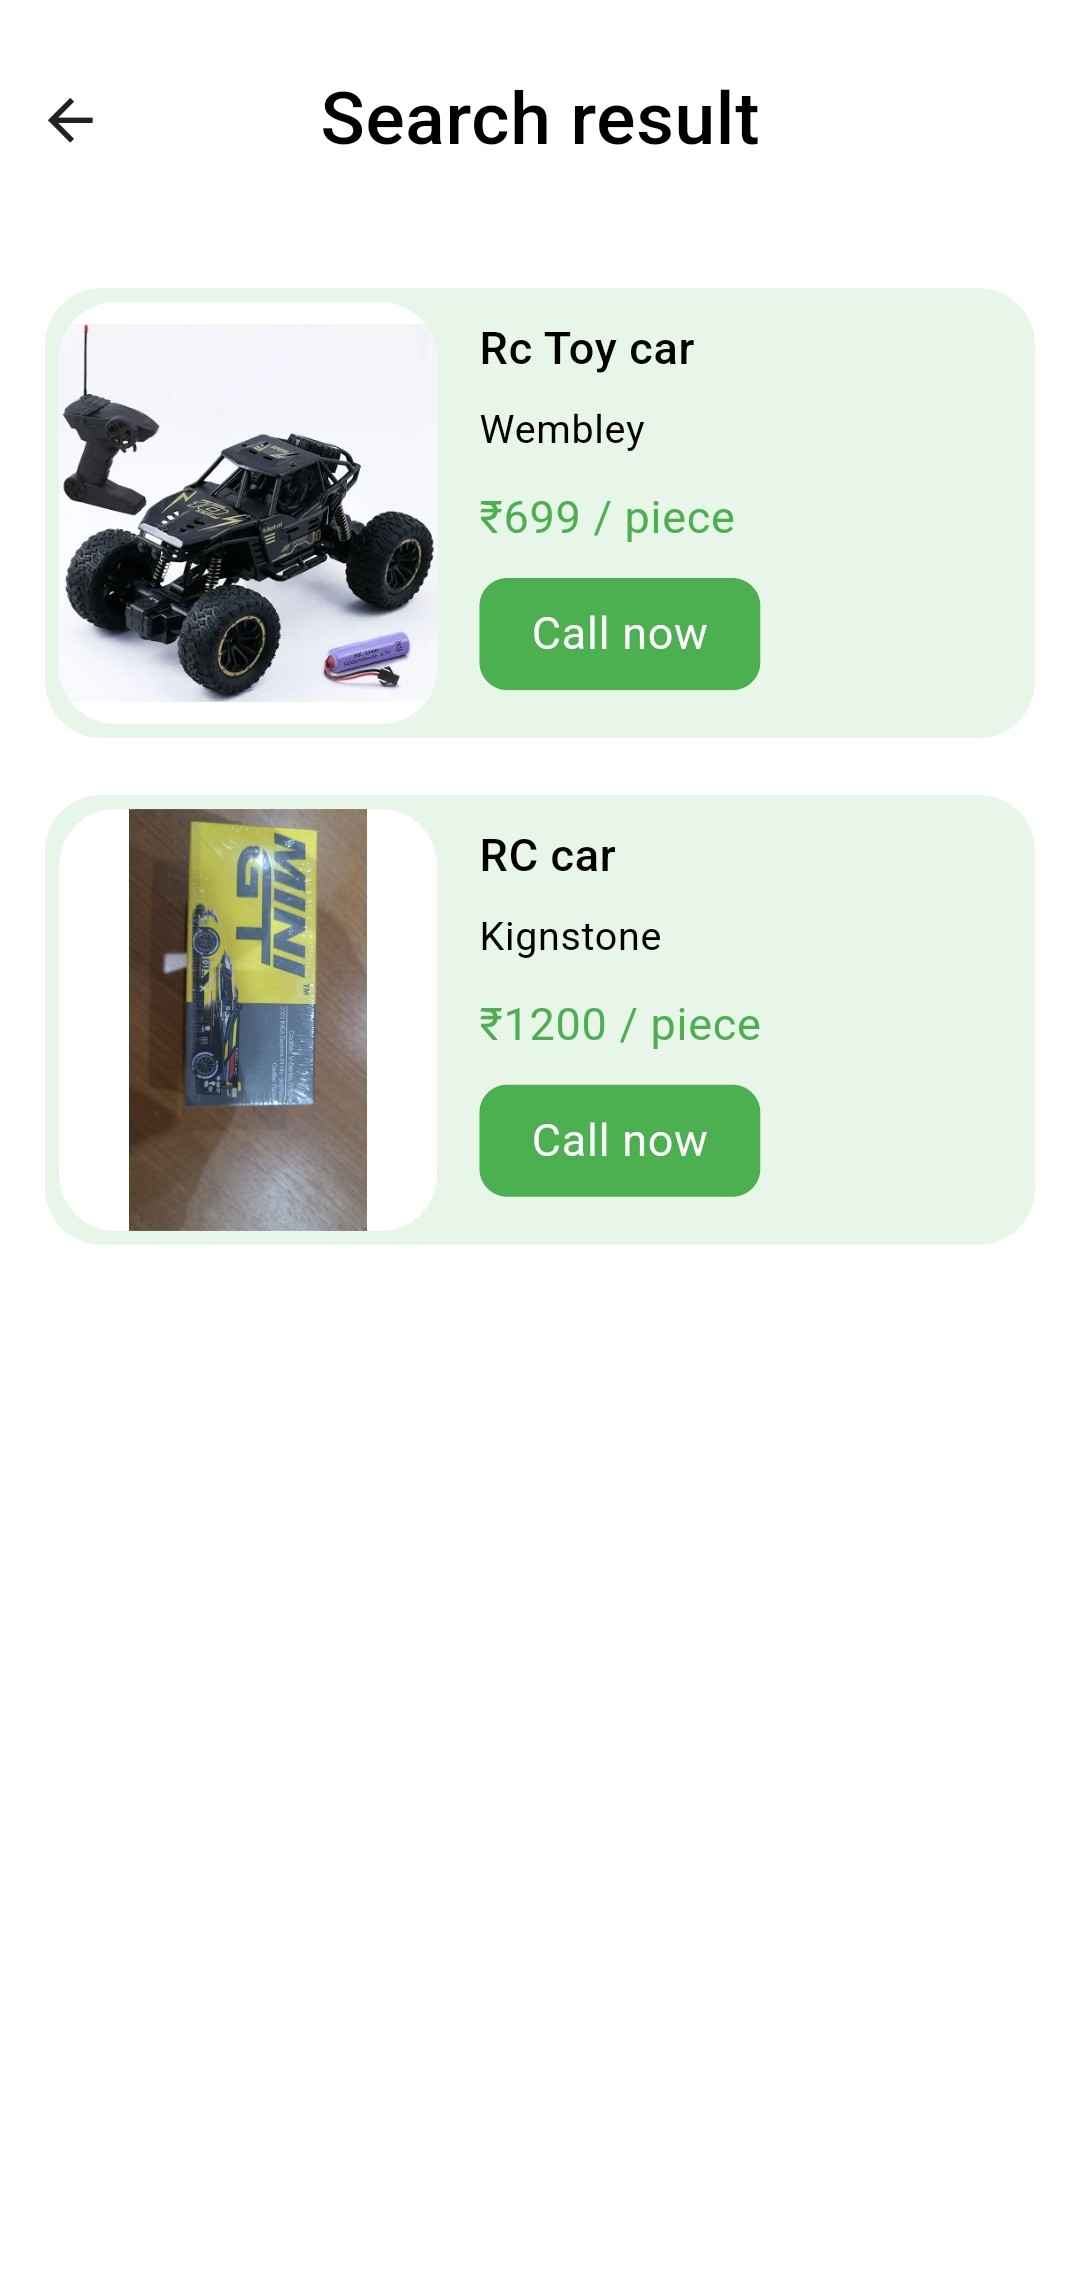 Search result
Rc Toy car
Wembley
₹699 / piece
Call now
MINI
GT
TM
RC car
Kignstone
₹1200 / piece
Call now